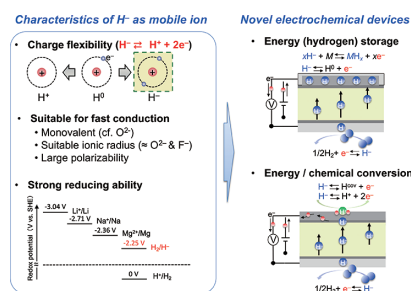 Characteristics of H⁻ as mobile ion
• Charge flexibility (H⁻ ⇄ H⁺ + 2e⁻)
e⁻
H⁺ H⁰ H⁻
• Suitable for fast conduction
• Monovalent (cf. O²⁻)
• Suitable ionic radius (≈ O²⁻ & F⁻)
• Large polarizability
• Strong reducing ability
Redox potential (V vs. SHE)
-3.04 V Li⁺/Li
-2.71 V Na⁺/Na
-2.36 V Mg²⁺/Mg
-2.25 V H₂/H⁻
0 V H⁺/H₂
Novel electrochemical devices
• Energy (hydrogen) storage
xH⁻ + M ⇄ MHₓ + xe⁻
H⁻ ⇆ H⁰ + e⁻
V
1/2H₂ + e⁻ ⇆ H⁻
• Energy / chemical conversion
H⁻ ⇆ Hᶜᵒᵛ + e⁻
H⁻ ⇆ H⁺ + 2e⁻
V
1/2H₂ + e⁻ ⇆ H⁻